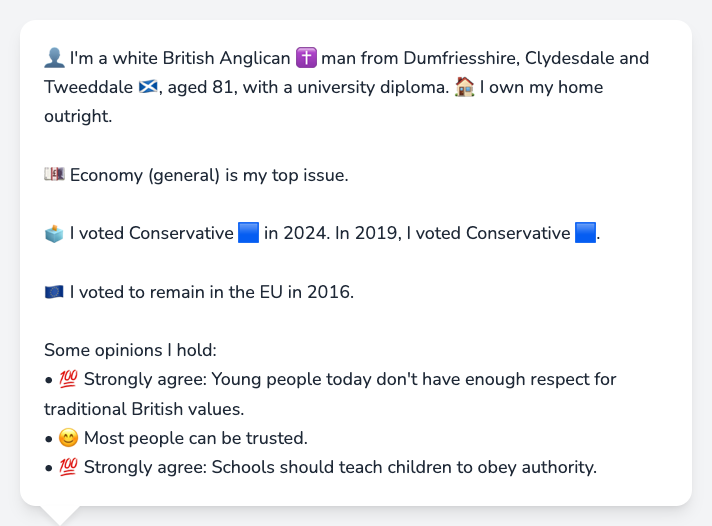 👤 I'm a white British Anglican ✝️ man from Dumfriesshire, Clydesdale and
Tweeddale 🏴󠁧󠁢󠁳󠁣󠁴󠁿, aged 81, with a university diploma. 🏠 I own my home
outright.
💷 Economy (general) is my top issue.
🗳️ I voted Conservative 🟦 in 2024. In 2019, I voted Conservative 🟦.
🇪🇺 I voted to remain in the EU in 2016.
Some opinions I hold:
• 💯 Strongly agree: Young people today don't have enough respect for
traditional British values.
• 😊 Most people can be trusted.
• 💯 Strongly agree: Schools should teach children to obey authority.